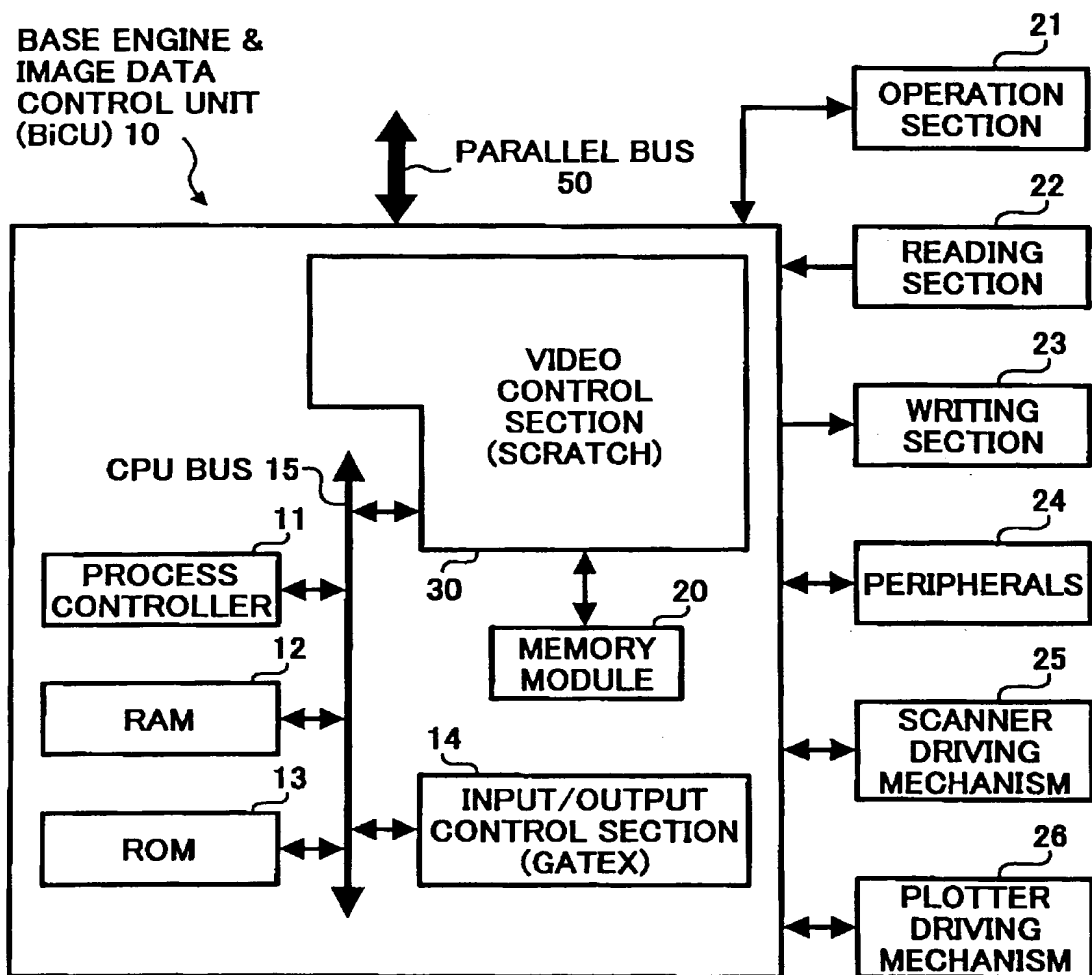 BASE ENGINE &
IMAGE DATA
CONTROL UNIT
(BiCU) 10
PARALLEL BUS
50
21
OPERATION
SECTION
22
READING
SECTION
23
WRITING
SECTION
24
PERIPHERALS
25
SCANNER
DRIVING
MECHANISM
26
PLOTTER
DRIVING
MECHANISM
VIDEO
CONTROL
SECTION
(SCRATCH)
30
CPU BUS 15
11
PROCESS
CONTROLLER
12
RAM
13
ROM
20
MEMORY
MODULE
14
INPUT/OUTPUT
CONTROL SECTION
(GATEX)